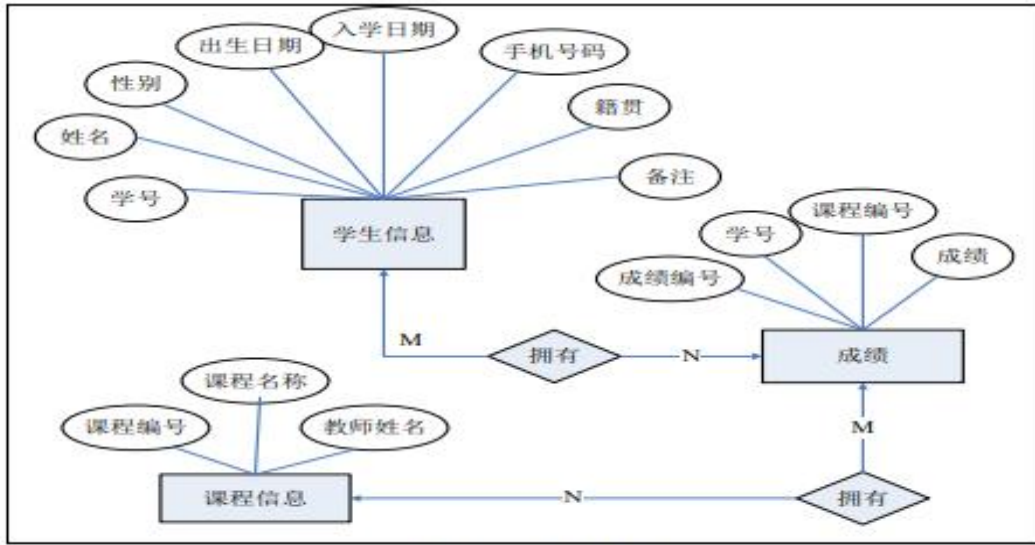 入学日期
出生日期
手机号码
性别
籍贯
姓名
备注
学号
学生信息
课程编号
学号
成绩
成绩编号
M
拥有
N
成绩
课程名称
课程编号
教师姓名
M
课程信息
N
拥有